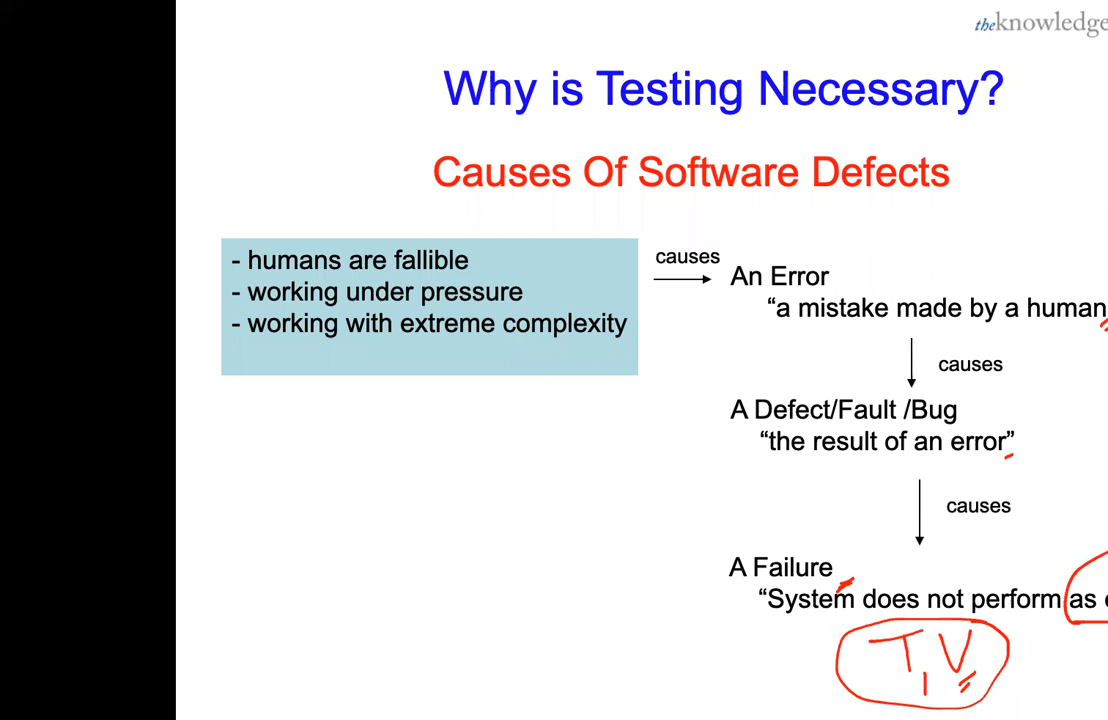 theknowledge
Why is Testing Necessary?
Causes Of Software Defects
- humans are fallible
- working under pressure
- working with extreme complexity
causes
An Error
“a mistake made by a human
causes
A Defect/Fault /Bug
“the result of an error”
causes
A Failure
“System does not perform as
T V